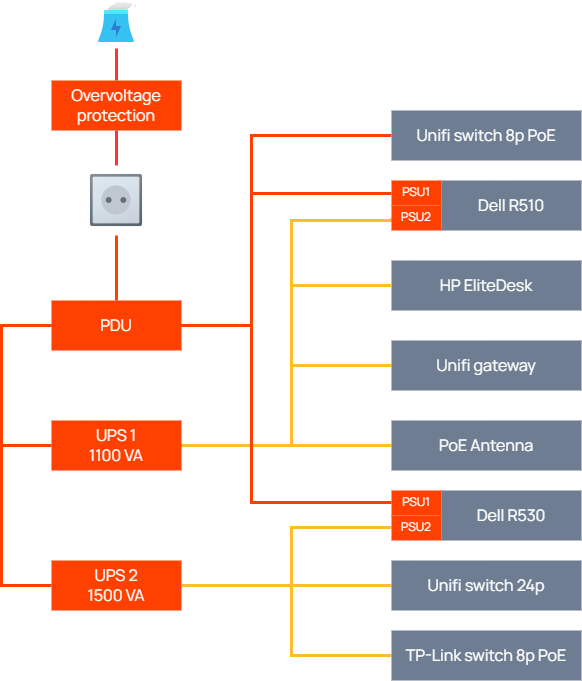 Overvoltage
protection
Unifi switch 8p PoE
PSU1
PSU2
Dell R510
HP EliteDesk
PDU
Unifi gateway
UPS 1
1100 VA
PoE Antenna
PSU1
PSU2
Dell R530
UPS 2
1500 VA
Unifi switch 24p
TP-Link switch 8p PoE